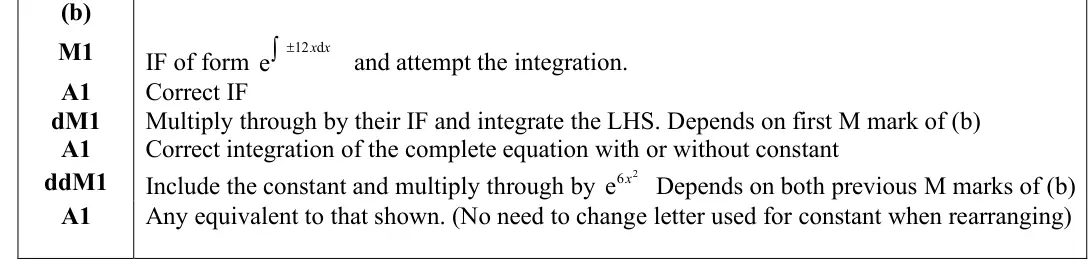 (b)
M1 IF of form e^{∫ ±12xdx} and attempt the integration.
A1 Correct IF
dM1 Multiply through by their IF and integrate the LHS. Depends on first M mark of (b)
A1 Correct integration of the complete equation with or without constant
ddM1 Include the constant and multiply through by e^{6x^2} Depends on both previous M marks of (b)
A1 Any equivalent to that shown. (No need to change letter used for constant when rearranging)